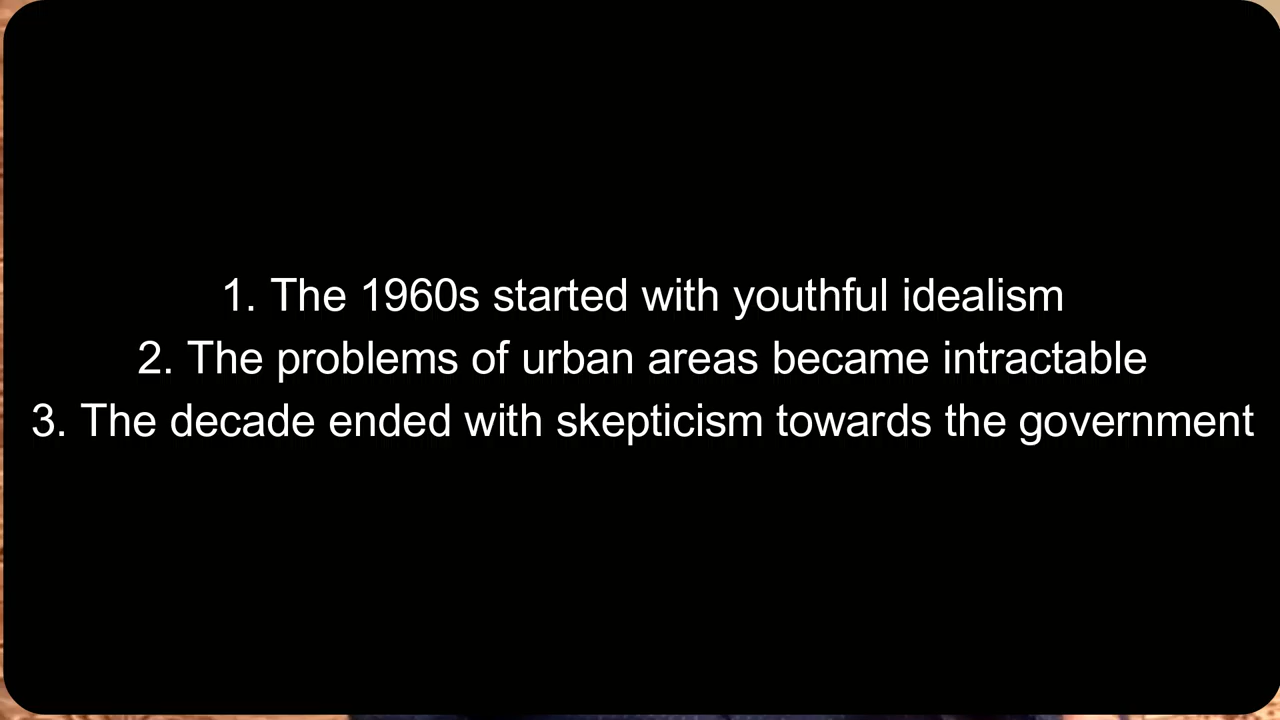 1. The 1960s started with youthful idealism
2. The problems of urban areas became intractable
3. The decade ended with skepticism towards the government